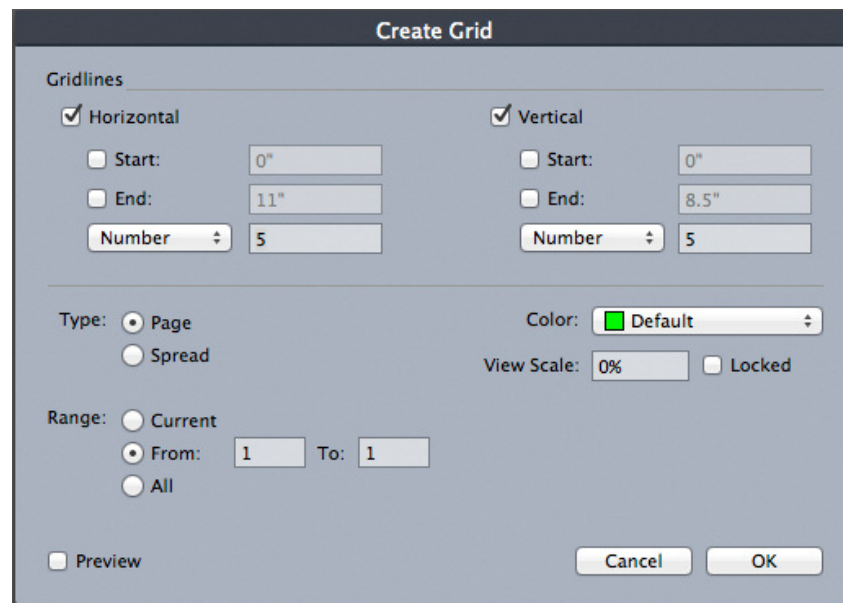 Create Grid
Gridlines
Horizontal
Vertical
Start: 0"
Start: 0"
End: 11"
End: 8.5"
Number 5
Number 5
Type: Page
Color: Default
Spread
View Scale: 0% Locked
Range: Current
From: 1 To: 1
All
Preview
Cancel
OK